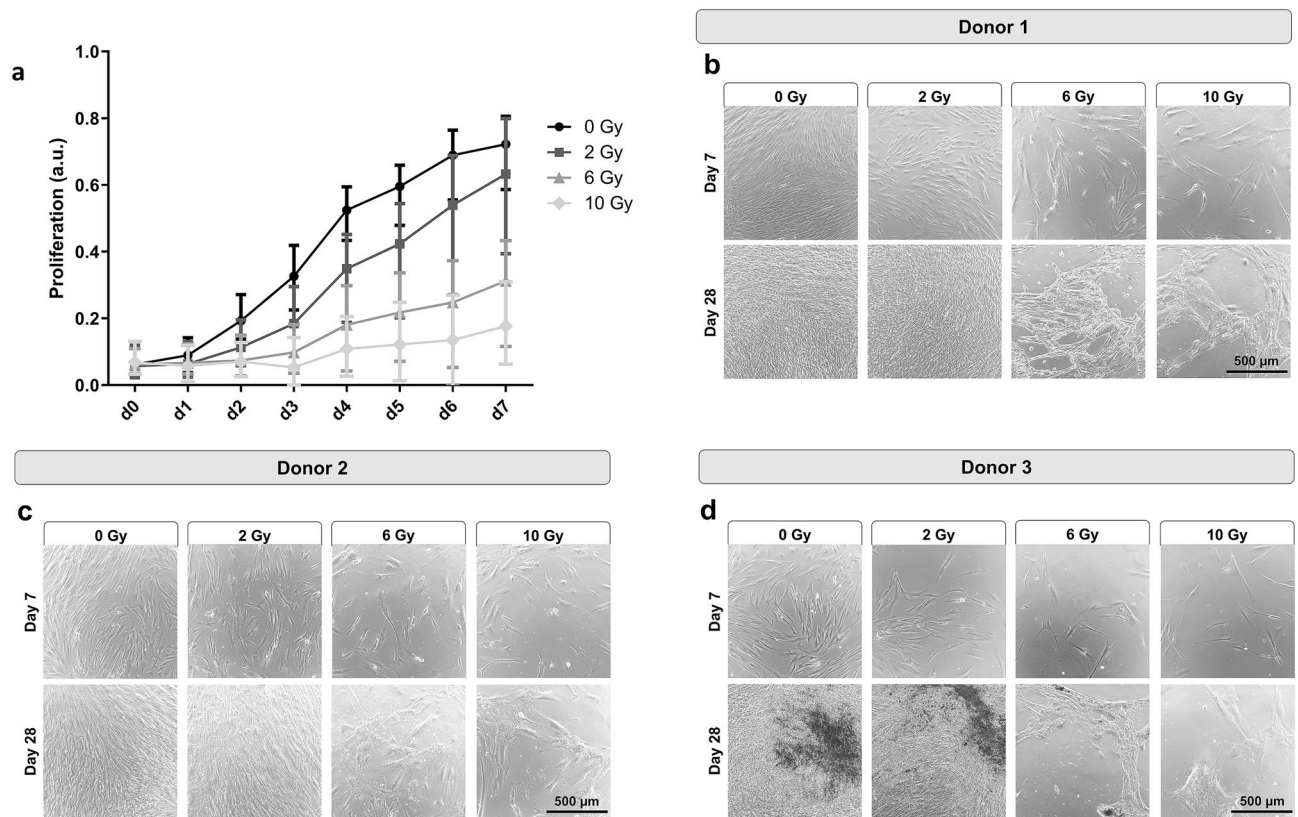 a
1.0
0.8
0.6
0.4
0.2
0.0
Proliferation (a.u.)
d0 d1 d2 d3 d4 d5 d6 d7
0 Gy
2 Gy
6 Gy
10 Gy
Donor 1
b
0 Gy 2 Gy 6 Gy 10 Gy
Day 7
Day 28
500 µm
Donor 2
c
0 Gy 2 Gy 6 Gy 10 Gy
Day 7
Day 28
500 µm
Donor 3
d
0 Gy 2 Gy 6 Gy 10 Gy
Day 7
Day 28
500 µm